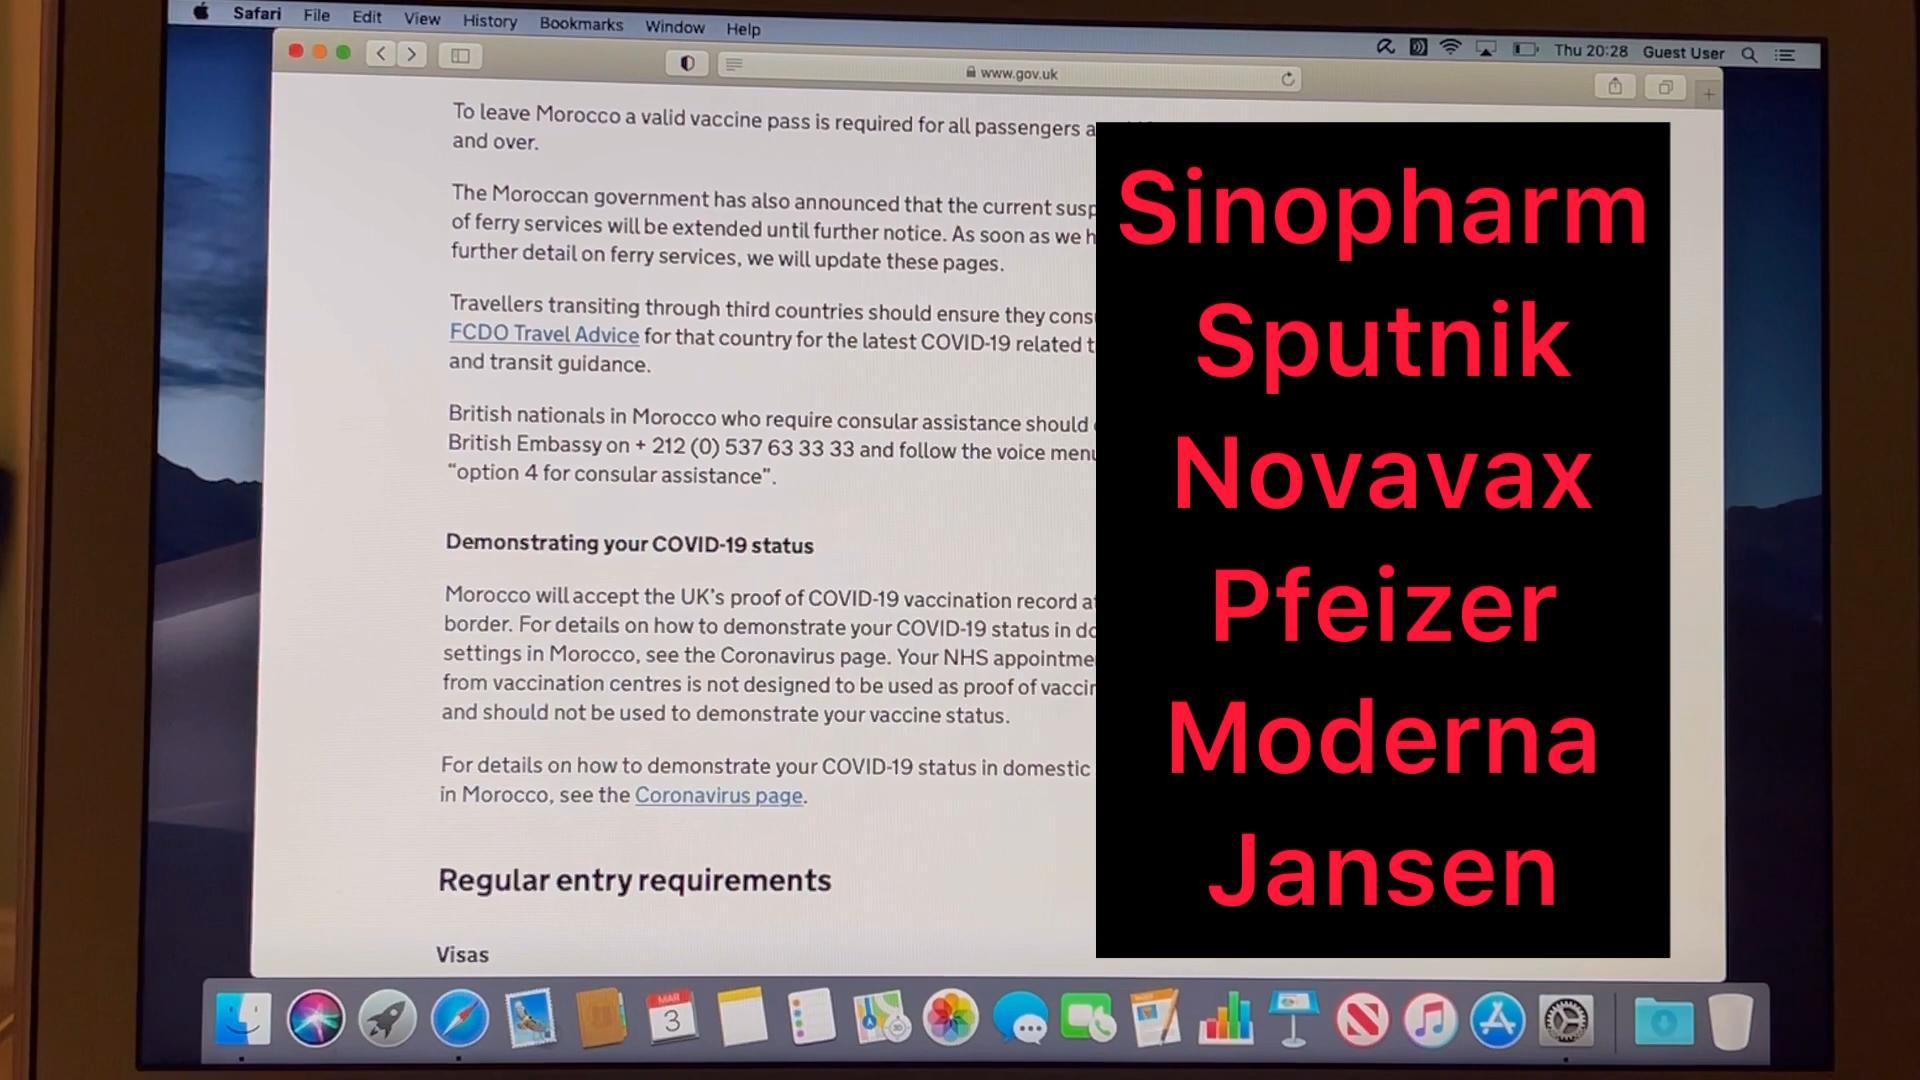 Safari File Edit View History Bookmarks Window Help
Thu 20:28 Guest User
www.gov.uk
To leave Morocco a valid vaccine pass is required for all passengers
and over.
The Moroccan government has also announced that the current
of ferry services will be extended until further notice. As soon as we
further detail on ferry services, we will update these pages.
Travellers transiting through third countries should ensure they
FCDO Travel Advice for that country for the latest COVID-19 related
and transit guidance.
British nationals in Morocco who require consular assistance should
British Embassy on + 212 (0) 537 63 33 33 and follow the voice
“option 4 for consular assistance”.
Demonstrating your COVID-19 status
Morocco will accept the UK’s proof of COVID-19 vaccination record
border. For details on how to demonstrate your COVID-19 status in
settings in Morocco, see the Coronavirus page. Your NHS
from vaccination centres is not designed to be used as proof of
and should not be used to demonstrate your vaccine status.
For details on how to demonstrate your COVID-19 status in domestic
in Morocco, see the Coronavirus page.
Regular entry requirements
Visas
Sinopharm
Sputnik
Novavax
Pfeizer
Moderna
Jansen
MAR
3